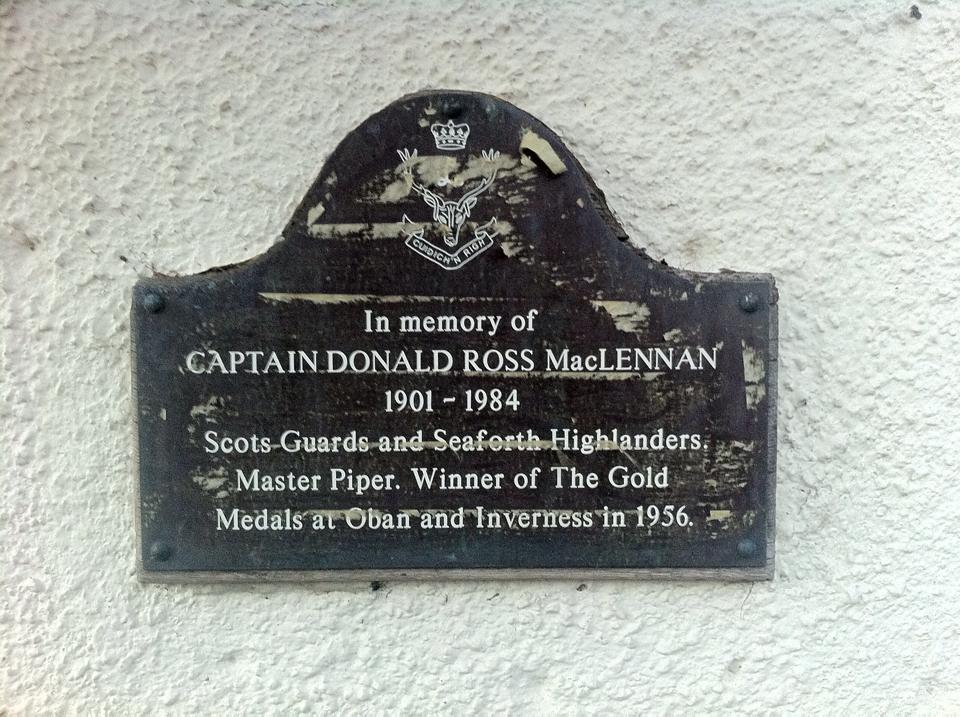 CUIDICH 'N RIGH
In memory of
CAPTAIN DONALD ROSS MacLENNAN
1901 - 1984
Scots Guards and Seaforth Highlanders.
Master Piper. Winner of The Gold
Medals at Oban and Inverness in 1956.